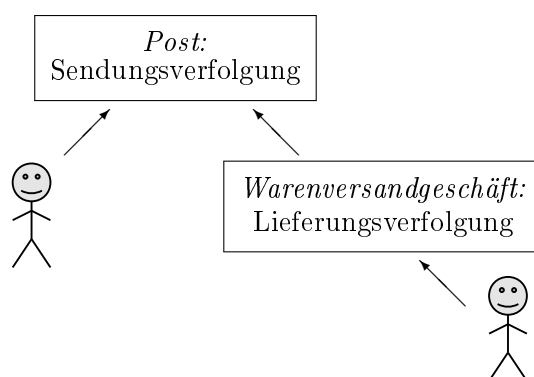 Post:
Sendungsverfolgung
Warenversandgeschäft:
Lieferungsverfolgung